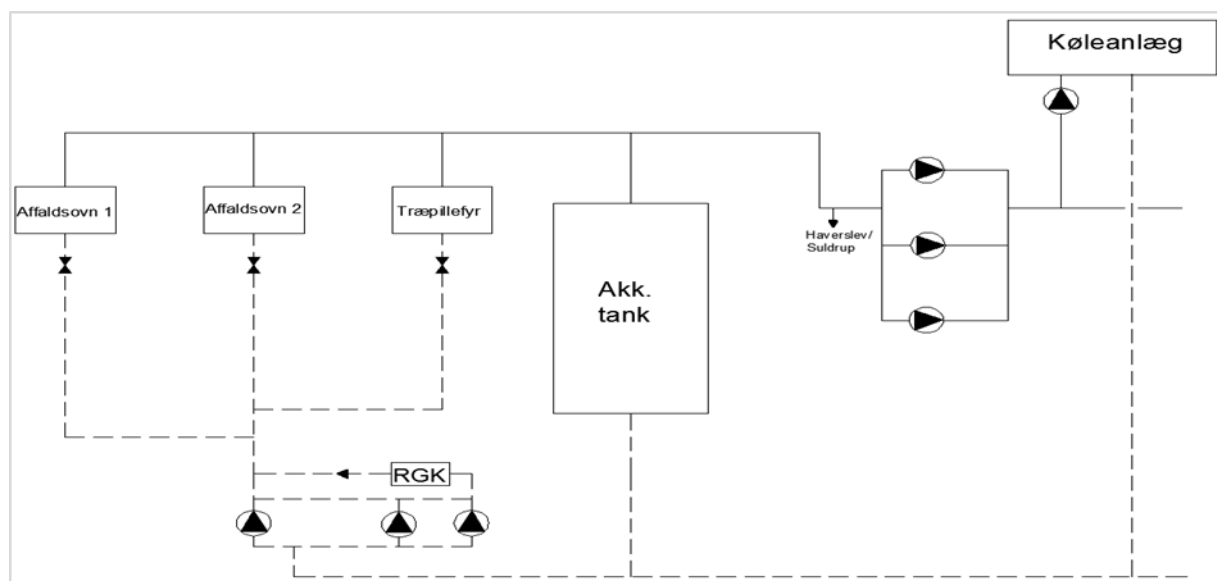 Køleanlæg
Affaldsovn 1
Affaldsovn 2
Træpillefyr
Haverslev/
Suldrup
Akk.
tank
RGK